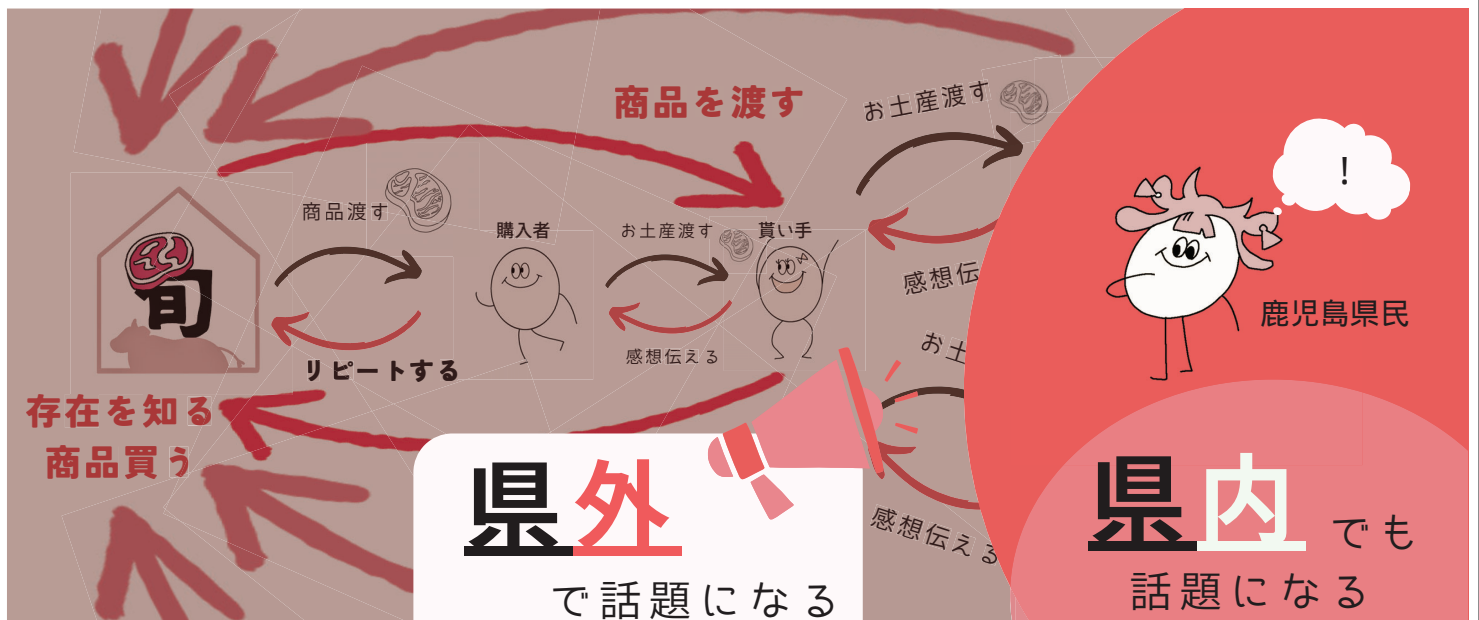 商品を渡す
お土産渡す
!
商品渡す
購入者
お土産渡す
貰い手
旬
感想伝
鹿児島県民
リピートする
感想伝える
お土
存在を知る
商品買う
県外
で話題になる
感想伝える
県内でも
話題になる